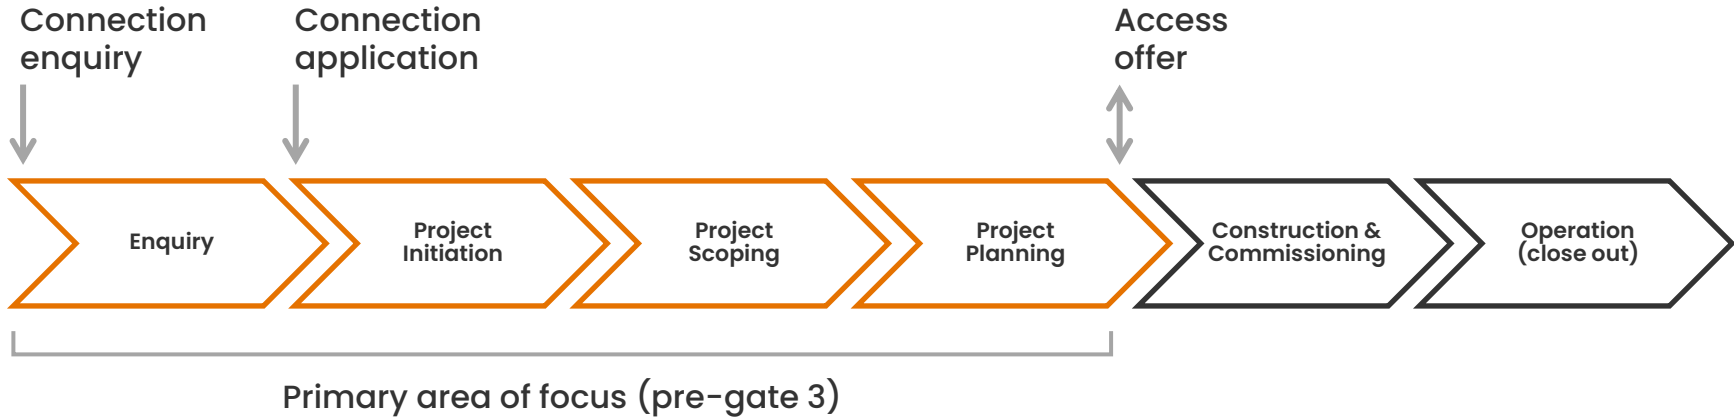 Connection
enquiry
Connection
application
Access
offer
Enquiry
Project
Initiation
Project
Scoping
Project
Planning
Construction &
Commissioning
Operation
(close out)
Primary area of focus (pre-gate 3)